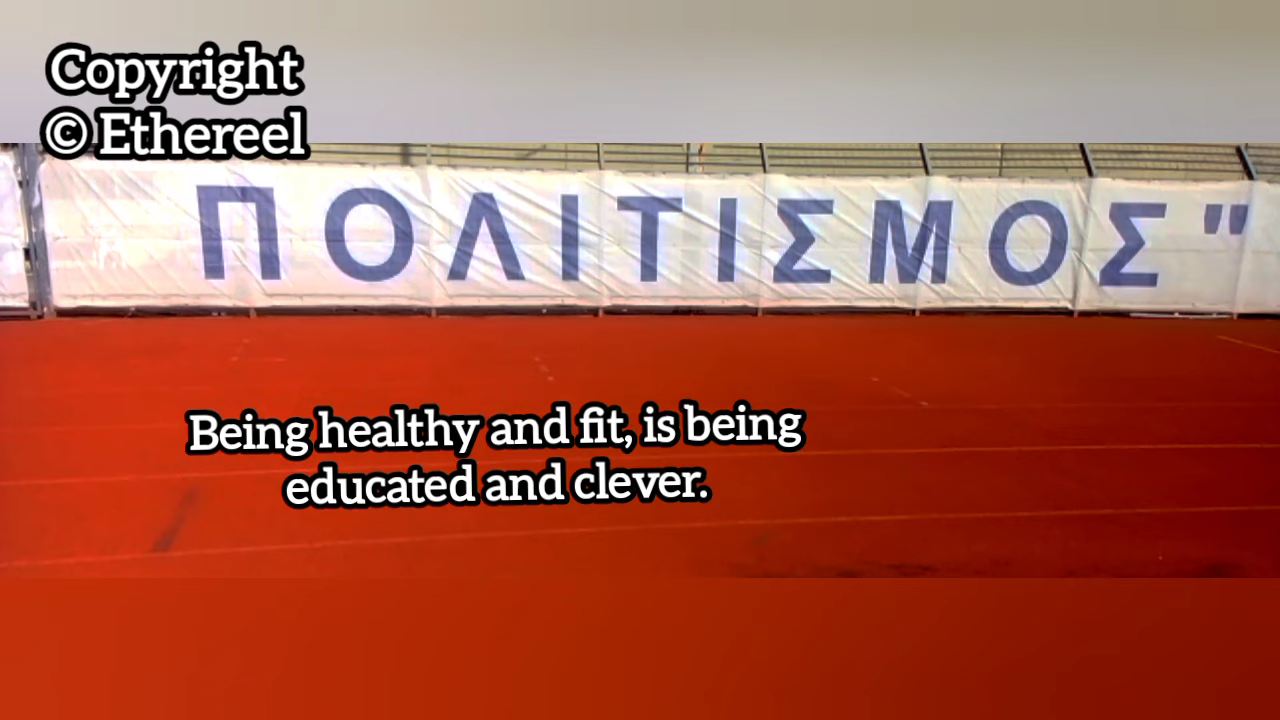 Copyright
© Ethereel
ΠΟΛΙΤΙΣΜΟΣ"
Being healthy and fit, is being
educated and clever.